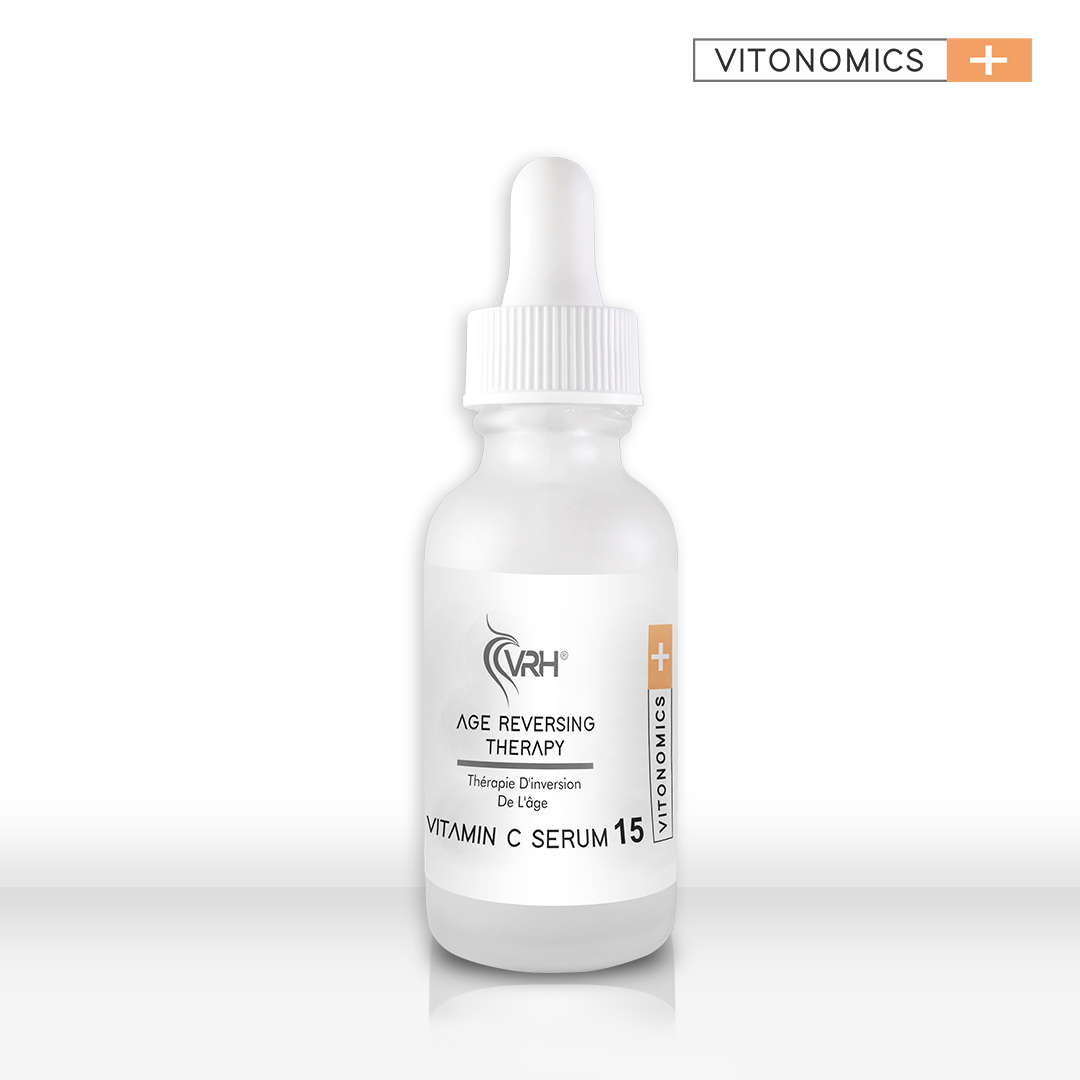 VITONOMICS +
VRH®
AGE REVERSING
THERAPY
Thérapie D'inversion
De L'âge
VITAMIN C SERUM 15
VITONOMICS +